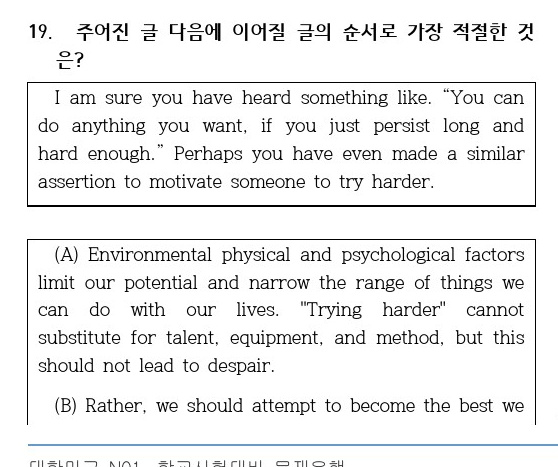 19. 주어진 글 다음에 이어질 글의 순서로 가장 적절한 것
은?
I am sure you have heard something like. “You can
do anything you want, if you just persist long and
hard enough.” Perhaps you have even made a similar
assertion to motivate someone to try harder.
(A) Environmental physical and psychological factors
limit our potential and narrow the range of things we
can do with our lives. "Trying harder" cannot
substitute for talent, equipment, and method, but this
should not lead to despair.
(B) Rather, we should attempt to become the best we